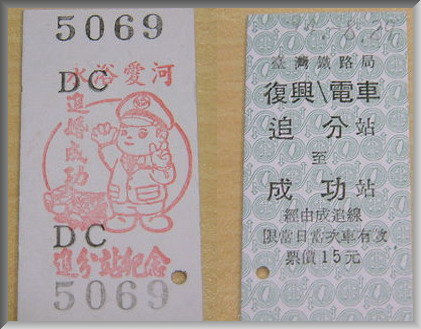 5069
DC
水浴愛河
追婚成功
DC
追分站紀念
5069
臺灣鐵路局
復興\電車
追分站
至
成功站
經由成追線
限當日當次車有效
票價15元